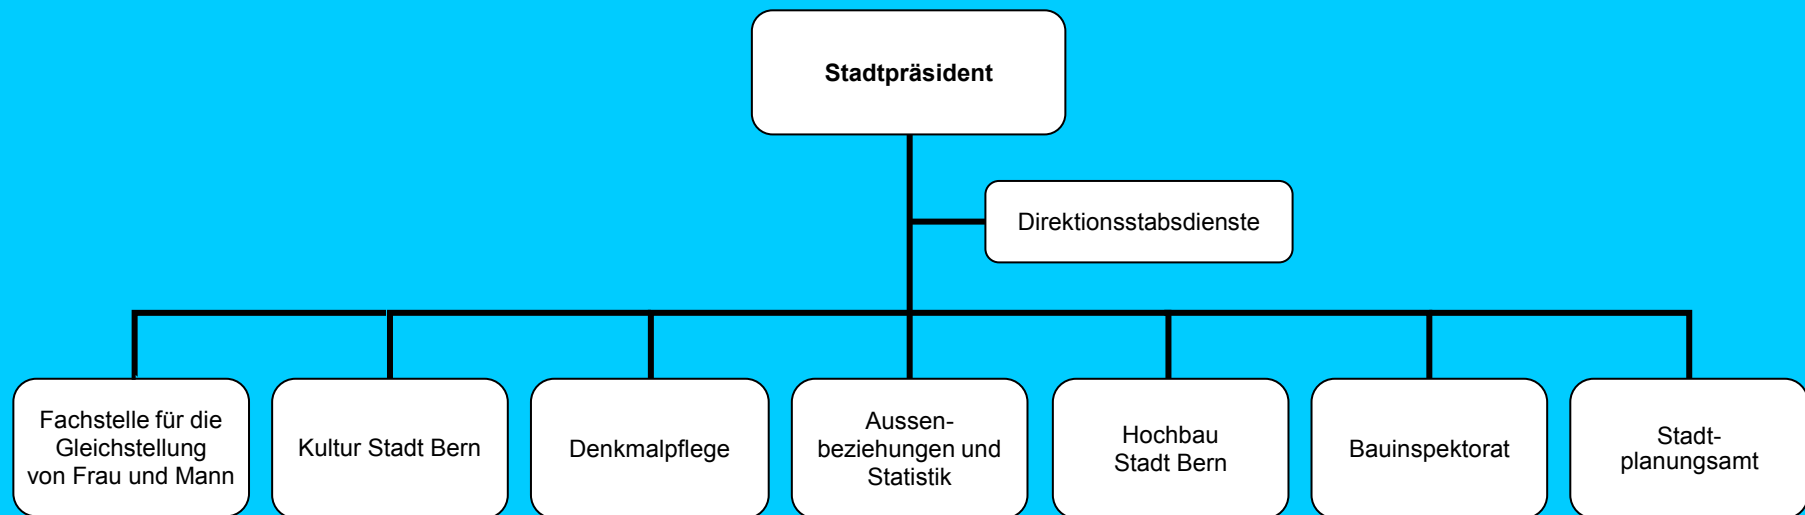 Stadtpräsident
Direktionsstabsdienste
Fachstelle für die
Gleichstellung
von Frau und Mann
Kultur Stadt Bern
Denkmalpflege
Aussen-
beziehungen und
Statistik
Hochbau
Stadt Bern
Bauinspektorat
Stadt-
planungsamt